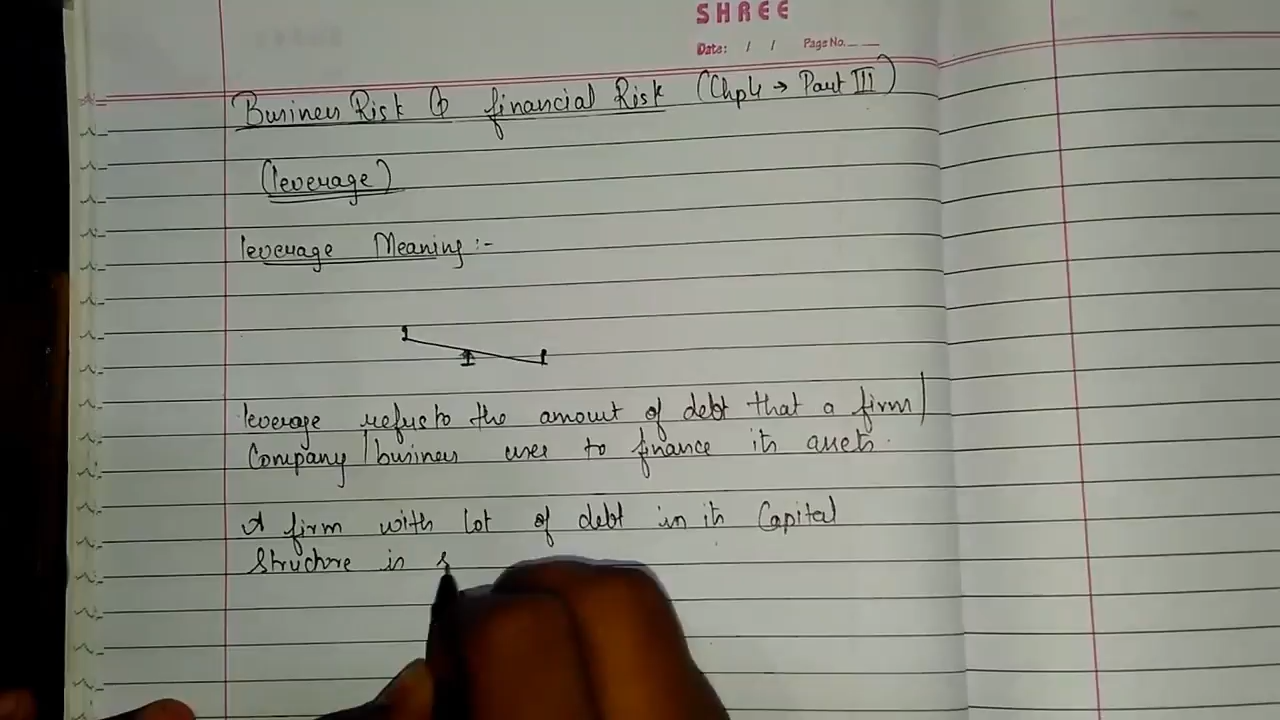 SHREE
Date: / / Page No.
Business Risk & financial Risk (Chp4 → Part III)
(leverage)
leverage Meaning :-
leverage refers to the amount of debt that a firm/
Company/business uses to finance its assets.
A firm with lot of debt in its Capital
Structure is s